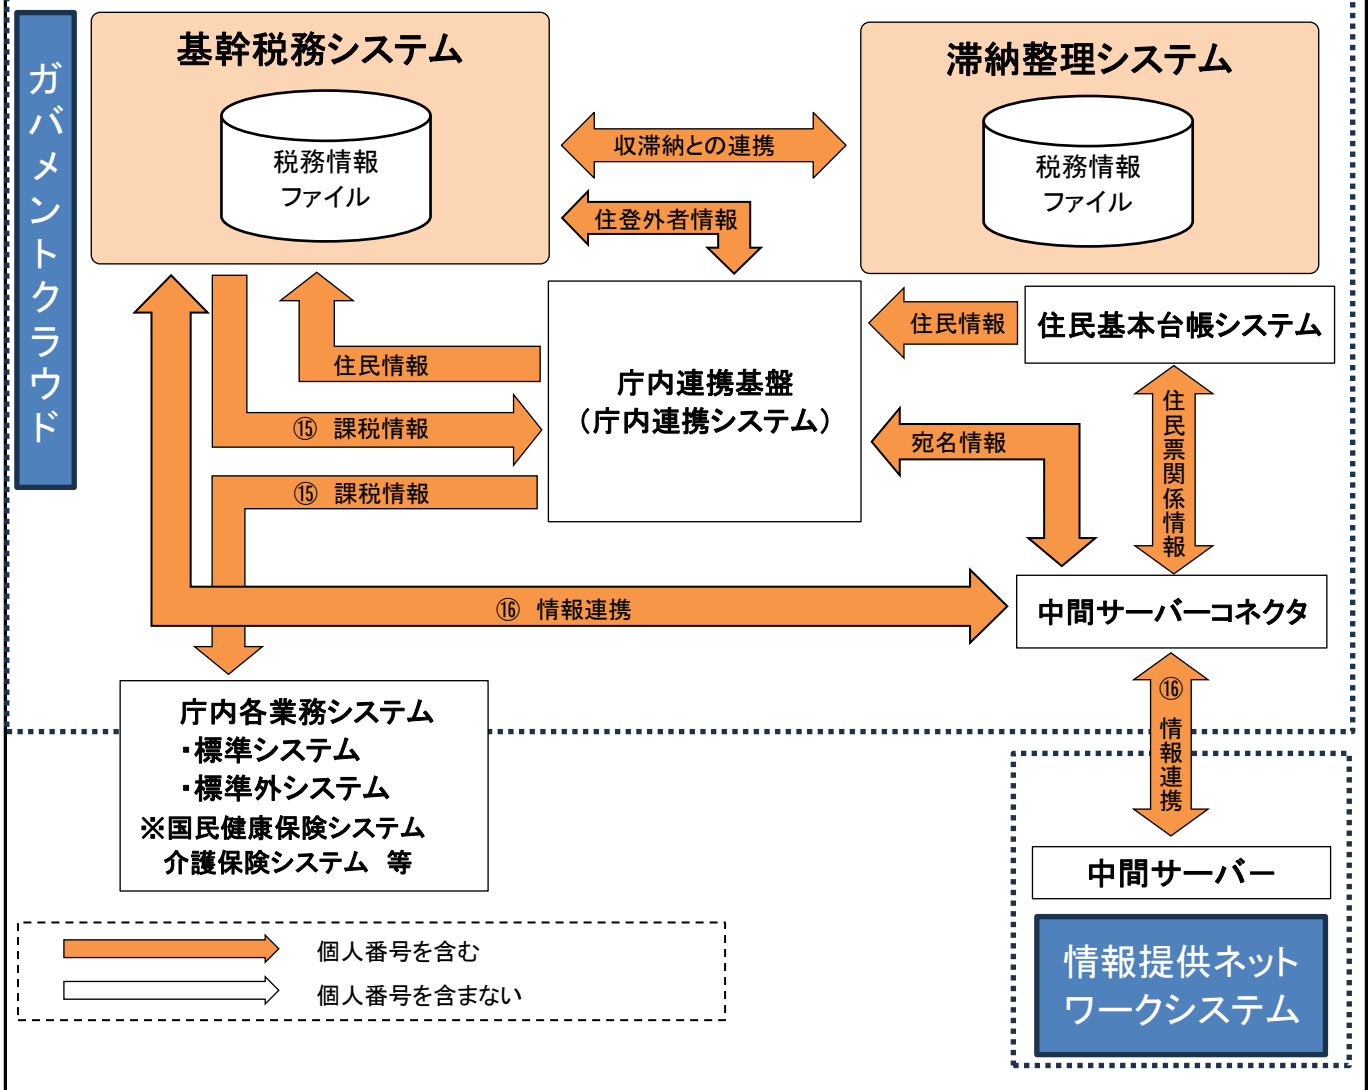 ガバメントクラウド
基幹税務システム
税務情報
ファイル
滞納整理システム
税務情報
ファイル
収滞納との連携
住登外者情報
住民情報
⑮ 課税情報
⑮ 課税情報
庁内連携基盤
（庁内連携システム）
住民情報
住民基本台帳システム
宛名情報
住民票関係情報
⑯ 情報連携
中間サーバーコネクタ
⑯ 情報連携
庁内各業務システム
・標準システム
・標準外システム
※国民健康保険システム
介護保険システム 等
中間サーバー
情報提供ネット
ワークシステム
個人番号を含む
個人番号を含まない